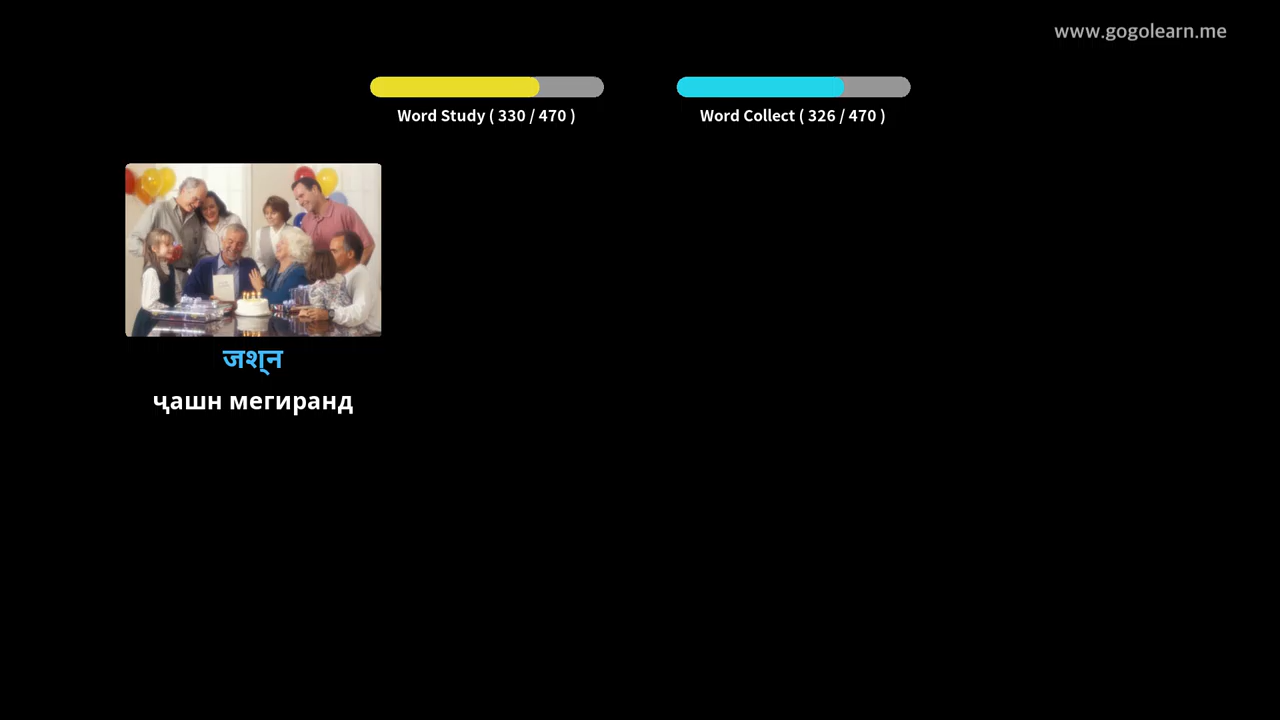 www.gogolearn.me
Word Study ( 330 / 470 )
Word Collect ( 326 / 470 )
जश्न
ҷашн мегиранд